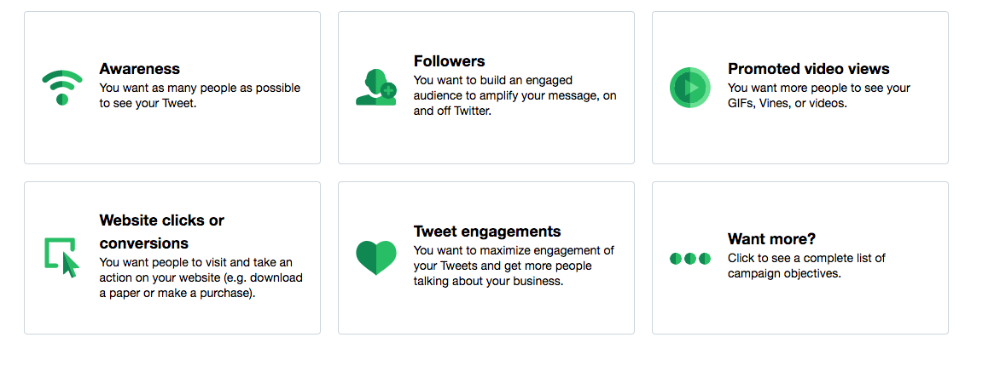 Awareness
You want as many people as possible
to see your Tweet.
Followers
You want to build an engaged
audience to amplify your message, on
and off Twitter.
Promoted video views
You want more people to see your
GIFs, Vines, or videos.
Website clicks or
conversions
You want people to visit and take an
action on your website (e.g. download
a paper or make a purchase).
Tweet engagements
You want to maximize engagement of
your Tweets and get more people
talking about your business.
Want more?
Click to see a complete list of
campaign objectives.